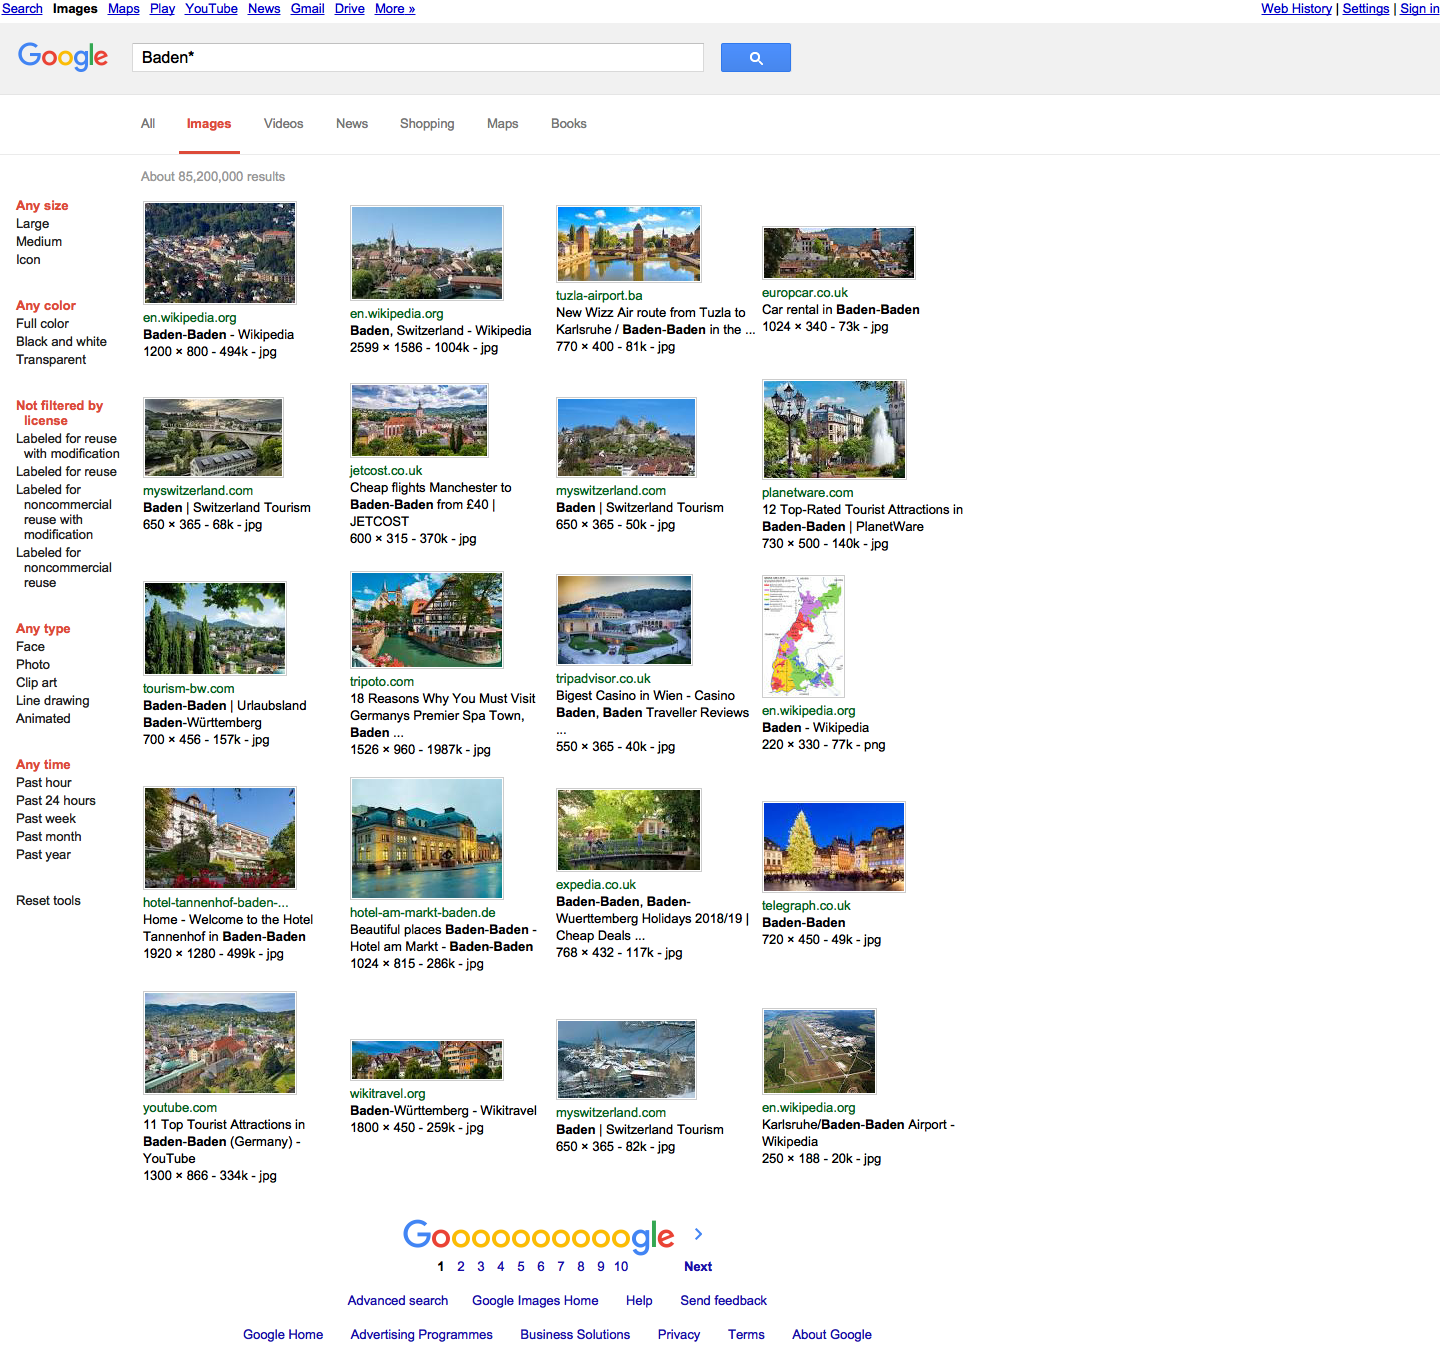 Search Images Maps Play YouTube News Gmail Drive More »
Web History | Settings | Sign in
Google
Baden*
All Images Videos News Shopping Maps Books
About 85,200,000 results
Any size
Large
Medium
Icon
Any color
Full color
Black and white
Transparent
Not filtered by
license
Labeled for reuse
with modification
Labeled for reuse
Labeled for
noncommercial
reuse with
modification
Labeled for
noncommercial
reuse
Any type
Face
Photo
Clip art
Line drawing
Animated
Any time
Past hour
Past 24 hours
Past week
Past month
Past year
Reset tools
en.wikipedia.org
Baden-Baden - Wikipedia
1200 × 800 - 494k - jpg
en.wikipedia.org
Baden, Switzerland - Wikipedia
2599 × 1586 - 1004k - jpg
tuzla-airport.ba
New Wizz Air route from Tuzla to
Karlsruhe / Baden-Baden in the ...
770 × 400 - 81k - jpg
europcar.co.uk
Car rental in Baden-Baden
1024 × 340 - 73k - jpg
myswitzerland.com
Baden | Switzerland Tourism
650 × 365 - 68k - jpg
jetcost.co.uk
Cheap flights Manchester to
Baden-Baden from £40 |
JETCOST
600 × 315 - 370k - jpg
myswitzerland.com
Baden | Switzerland Tourism
650 × 365 - 50k - jpg
planetware.com
12 Top-Rated Tourist Attractions in
Baden-Baden | PlanetWare
730 × 500 - 140k - jpg
tourism-bw.com
Baden-Baden | Urlaubsland
Baden-Württemberg
700 × 456 - 157k - jpg
tripoto.com
18 Reasons Why You Must Visit
Germanys Premier Spa Town,
Baden ...
1526 × 960 - 1987k - jpg
tripadvisor.co.uk
Bigest Casino in Wien - Casino
Baden, Baden Traveller Reviews
...
550 × 365 - 40k - jpg
en.wikipedia.org
Baden - Wikipedia
220 × 330 - 77k - png
hotel-tannenhof-baden-...
Home - Welcome to the Hotel
Tannenhof in Baden-Baden
1920 × 1280 - 499k - jpg
hotel-am-markt-baden.de
Beautiful places Baden-Baden -
Hotel am Markt - Baden-Baden
1024 × 815 - 286k - jpg
expedia.co.uk
Baden-Baden, Baden-
Wuerttemberg Holidays 2018/19 |
Cheap Deals ...
768 × 432 - 117k - jpg
telegraph.co.uk
Baden-Baden
720 × 450 - 49k - jpg
youtube.com
11 Top Tourist Attractions in
Baden-Baden (Germany) -
YouTube
1300 × 866 - 334k - jpg
wikitravel.org
Baden-Württemberg - Wikitravel
1800 × 450 - 259k - jpg
myswitzerland.com
Baden | Switzerland Tourism
650 × 365 - 82k - jpg
en.wikipedia.org
Karlsruhe/Baden-Baden Airport -
Wikipedia
250 × 188 - 20k - jpg
Goooooooooogle >
1 2 3 4 5 6 7 8 9 10 Next
Advanced search Google Images Home Help Send feedback
Google Home Advertising Programmes Business Solutions Privacy Terms About Google